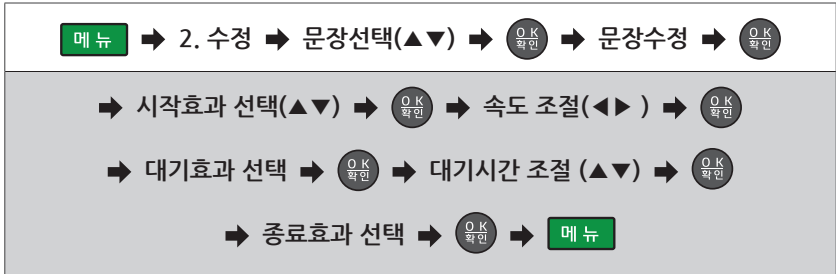 메뉴 ➡ 2. 수정 ➡ 문장선택(▲▼) ➡ OK 확인 ➡ 문장수정 ➡ OK 확인
➡ 시작효과 선택(▲▼) ➡ OK 확인 ➡ 속도 조절(◀▶ ) ➡ OK 확인
➡ 대기효과 선택 ➡ OK 확인 ➡ 대기시간 조절 (▲▼) ➡ OK 확인
➡ 종료효과 선택 ➡ OK 확인 ➡ 메뉴